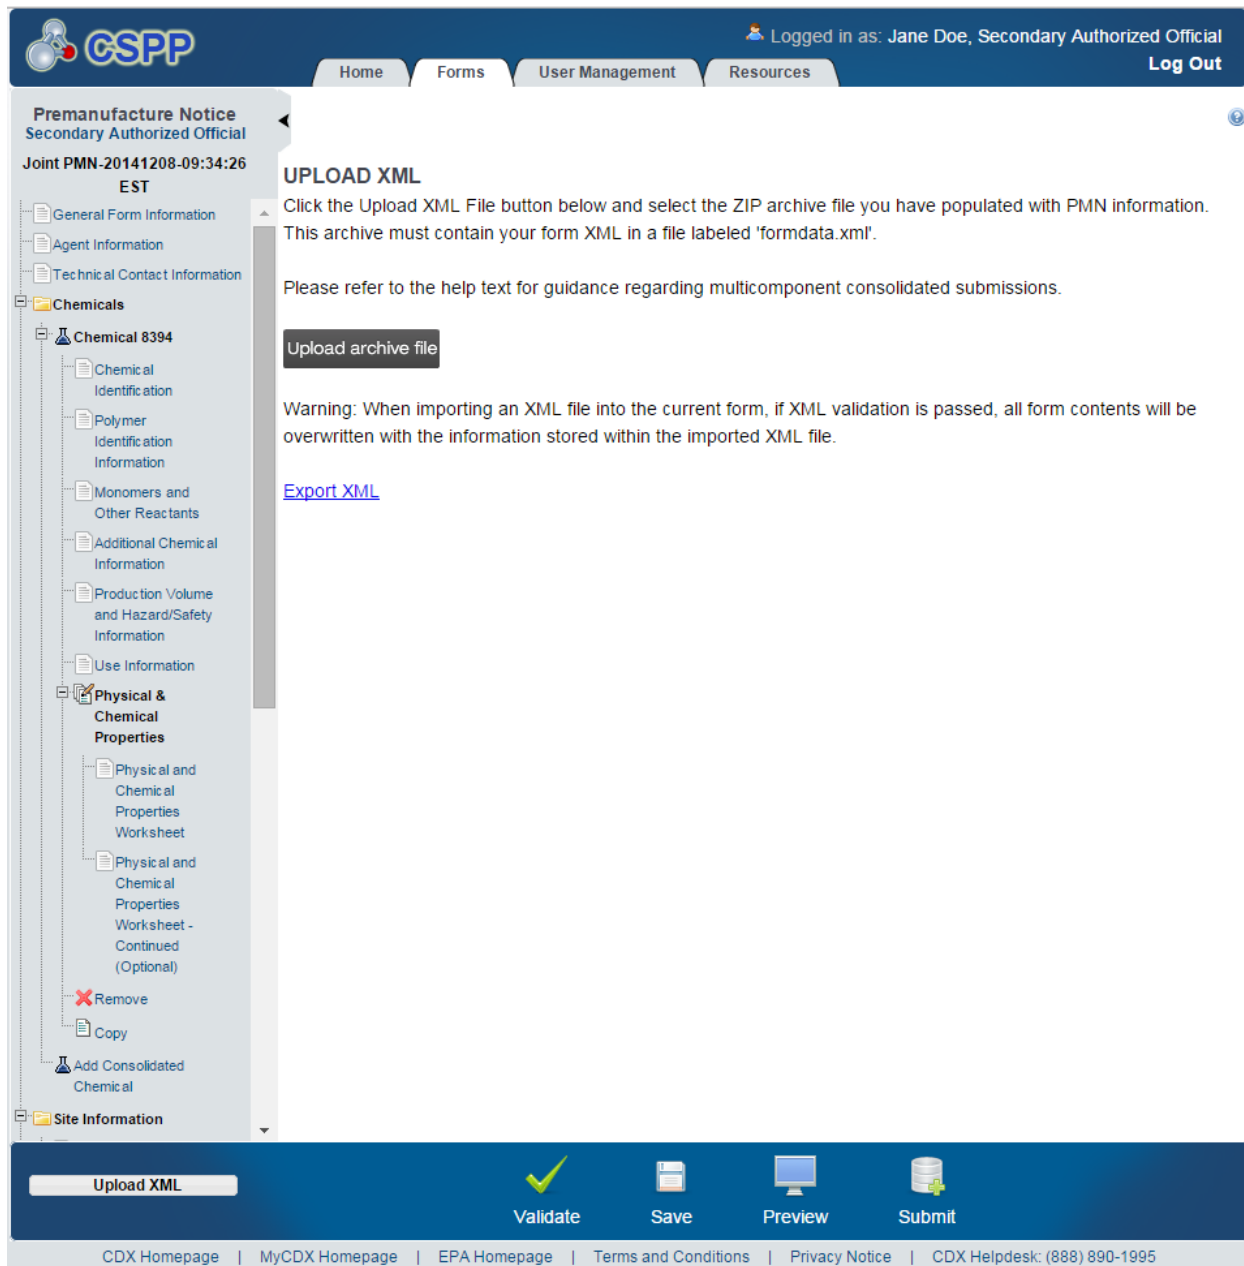 CSPP
Logged in as: Jane Doe, Secondary Authorized Official
Log Out
Home
Forms
User Management
Resources
Premanufacture Notice
Secondary Authorized Official
Joint PMN-20141208-09:34:26
EST
General Form Information
Agent Information
Technical Contact Information
Chemicals
Chemical 8394
Chemical
Identification
Polymer
Identification
Information
Monomers and
Other Reactants
Additional Chemical
Information
Production Volume
and Hazard/Safety
Information
Use Information
Physical &
Chemical
Properties
Physical and
Chemical
Properties
Worksheet
Physical and
Chemical
Properties
Worksheet -
Continued
(Optional)
Remove
Copy
Add Consolidated
Chemical
Site Information
UPLOAD XML
Click the Upload XML File button below and select the ZIP archive file you have populated with PMN information.
This archive must contain your form XML in a file labeled 'formdata.xml'.
Please refer to the help text for guidance regarding multicomponent consolidated submissions.
Upload archive file
Warning: When importing an XML file into the current form, if XML validation is passed, all form contents will be
overwritten with the information stored within the imported XML file.
Export XML
Upload XML
Validate
Save
Preview
Submit
CDX Homepage | MyCDX Homepage | EPA Homepage | Terms and Conditions | Privacy Notice | CDX Helpdesk: (888) 890-1995